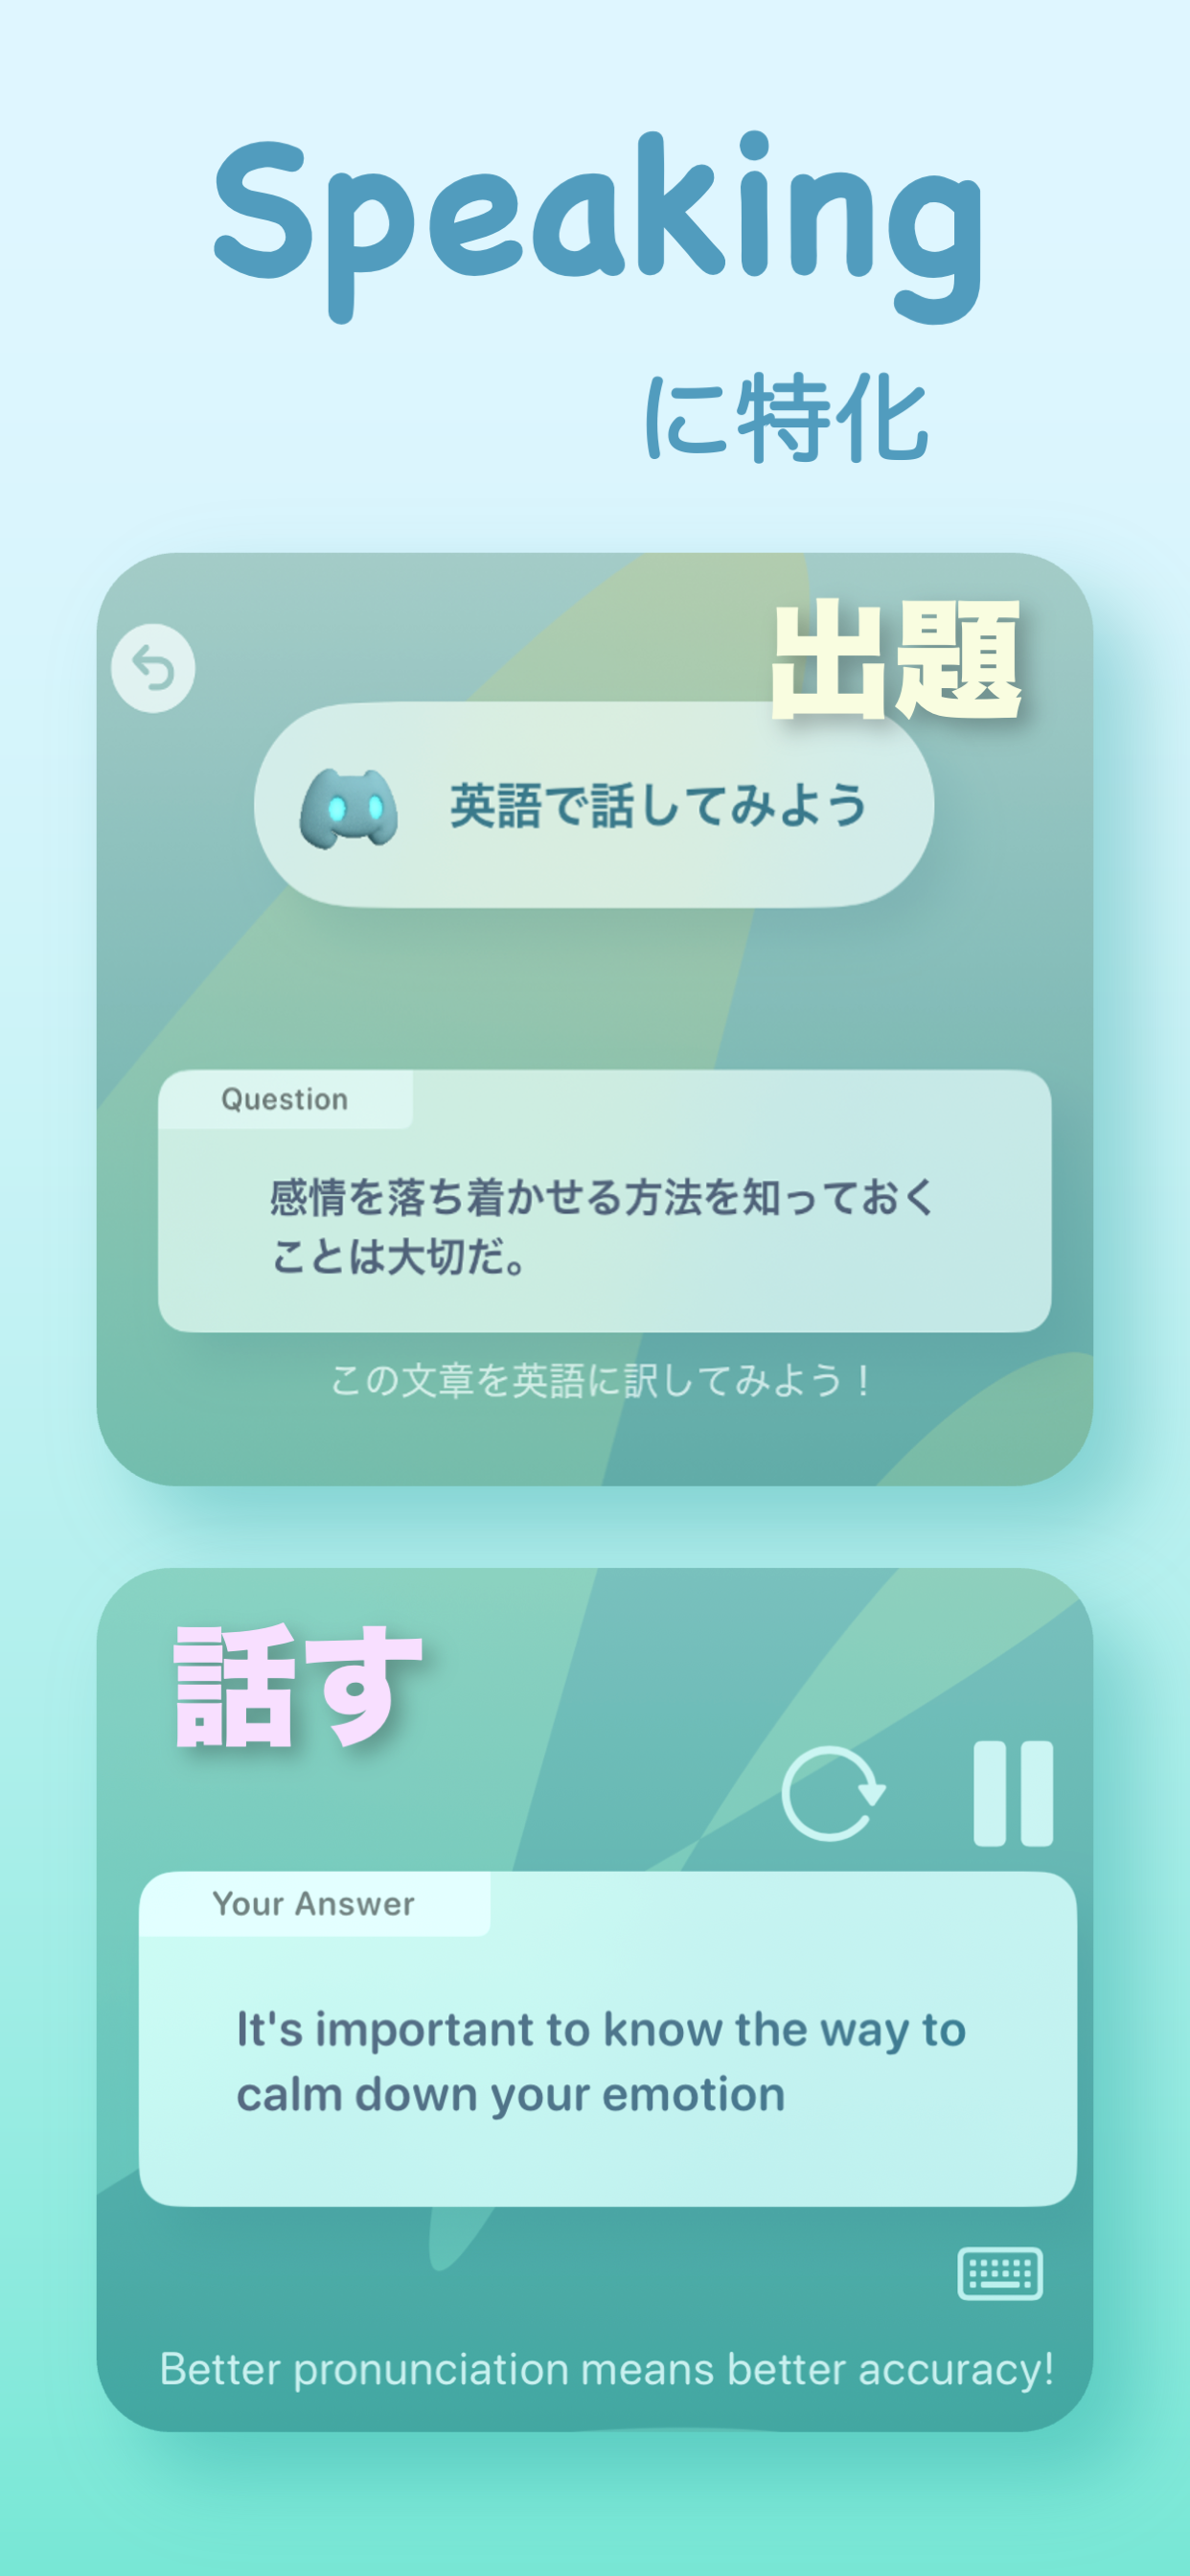 Speaking
に特化
出題
英語で話してみよう
Question
感情を落ち着かせる方法を知っておく
ことは大切だ。
この文章を英語に訳してみよう！
話す
Your Answer
It's important to know the way to
calm down your emotion
Better pronunciation means better accuracy!